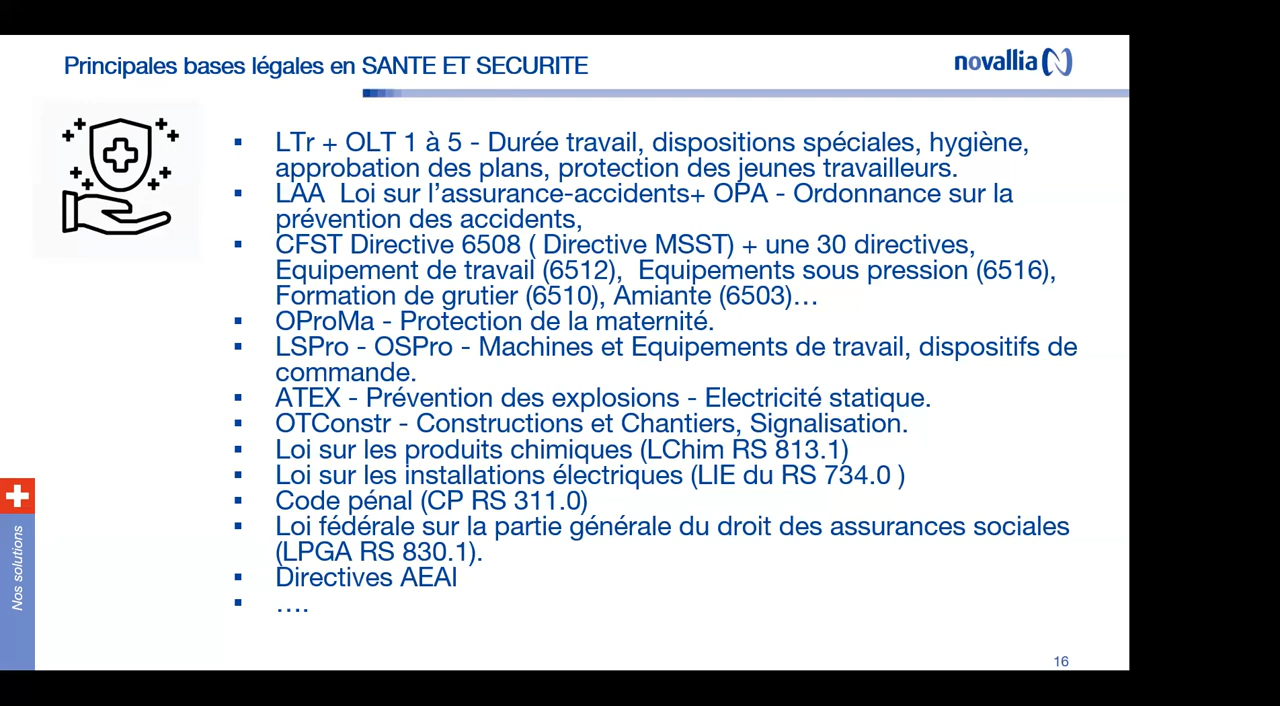 Principales bases légales en SANTE ET SECURITE
novallia
▪ LTr + OLT 1 à 5 - Durée travail, dispositions spéciales, hygiène,
approbation des plans, protection des jeunes travailleurs.
▪ LAA Loi sur l’assurance-accidents+ OPA - Ordonnance sur la
prévention des accidents,
▪ CFST Directive 6508 ( Directive MSST) + une 30 directives,
Equipement de travail (6512), Equipements sous pression (6516),
Formation de grutier (6510), Amiante (6503)…
▪ OProMa - Protection de la maternité.
▪ LSPro - OSPro - Machines et Equipements de travail, dispositifs de
commande.
▪ ATEX - Prévention des explosions - Electricité statique.
▪ OTConstr - Constructions et Chantiers, Signalisation.
▪ Loi sur les produits chimiques (LChim RS 813.1)
▪ Loi sur les installations électriques (LIE du RS 734.0 )
▪ Code pénal (CP RS 311.0)
▪ Loi fédérale sur la partie générale du droit des assurances sociales
(LPGA RS 830.1).
▪ Directives AEAI
▪ ….
Nos solutions
16